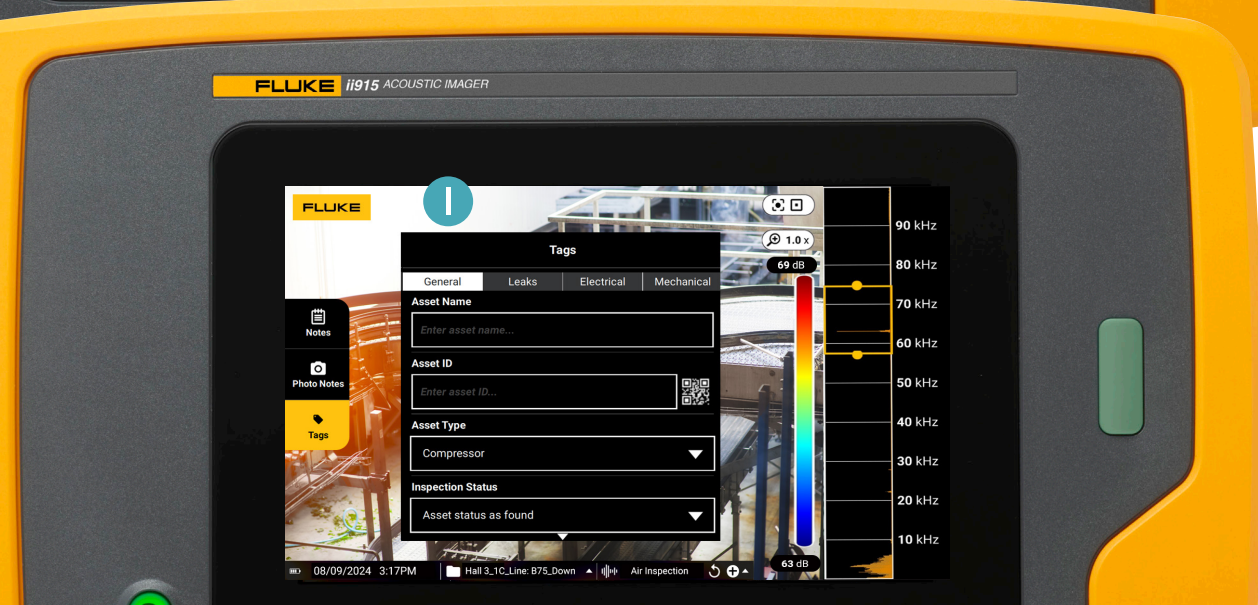 FLUKE ii915 ACOUSTIC IMAGER
FLUKE
I
1.0 x
69 dB
90 kHz
80 kHz
70 kHz
60 kHz
50 kHz
40 kHz
30 kHz
20 kHz
10 kHz
63 dB
Notes
Photo Notes
Tags
Tags
General Leaks Electrical Mechanical
Asset Name
Enter asset name...
Asset ID
Enter asset ID...
Asset Type
Compressor
Inspection Status
Asset status as found
08/09/2024 3:17PM Hall 3_1C_Line: B75_Down Air Inspection